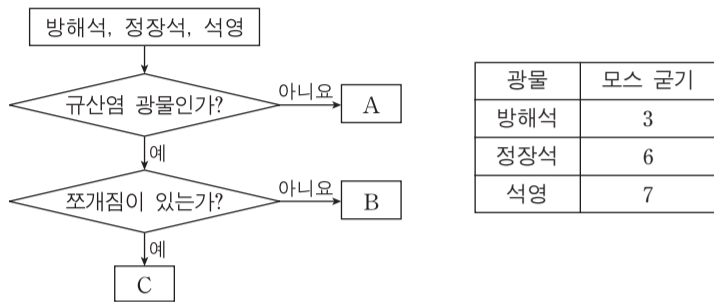 방해석, 정장석, 석영
규산염 광물인가?
아니요
A
예
쪼개짐이 있는가?
아니요
B
예
C
광물 모스 굳기
방해석 3
정장석 6
석영 7